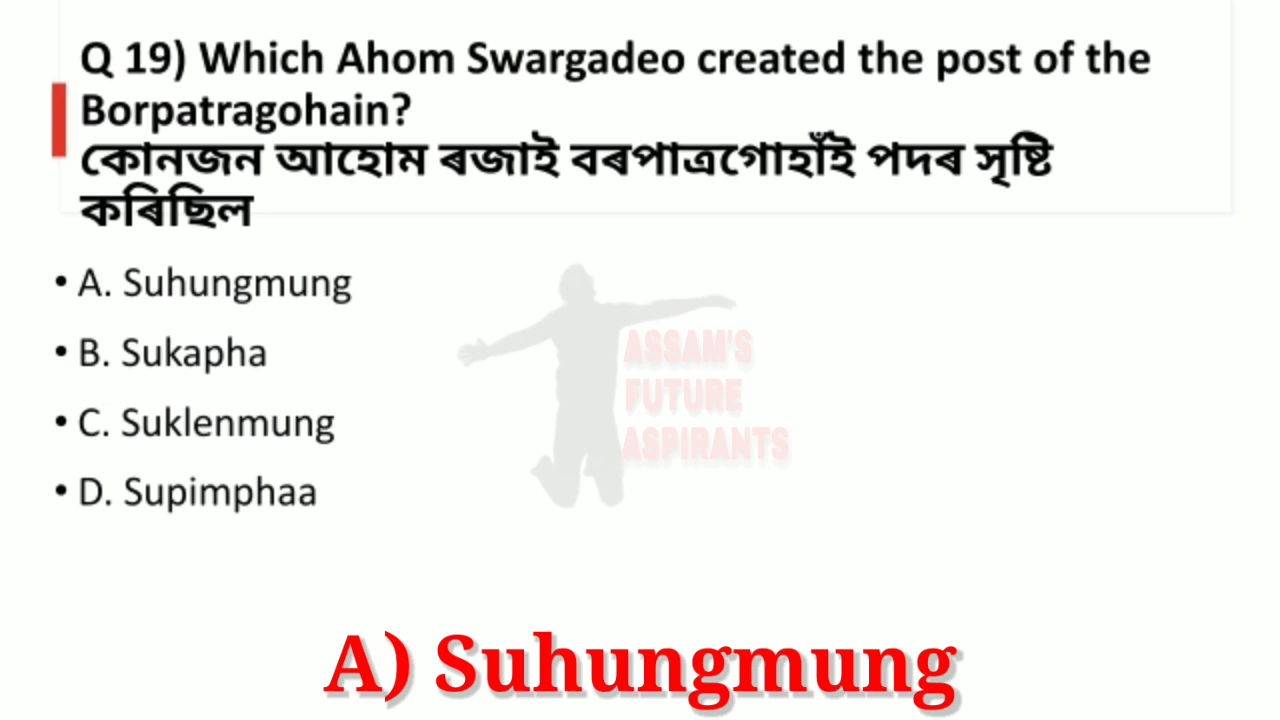 Q 19) Which Ahom Swargadeo created the post of the
Borpatragohain?
কোনজন আহোম ৰজাই বৰপাত্ৰগোহাঁই পদৰ সৃষ্টি
কৰিছিল
• A. Suhungmung
• B. Sukapha
• C. Suklenmung
• D. Supimphaa
ASSAM'S
FUTURE
ASPIRANTS
A) Suhungmung